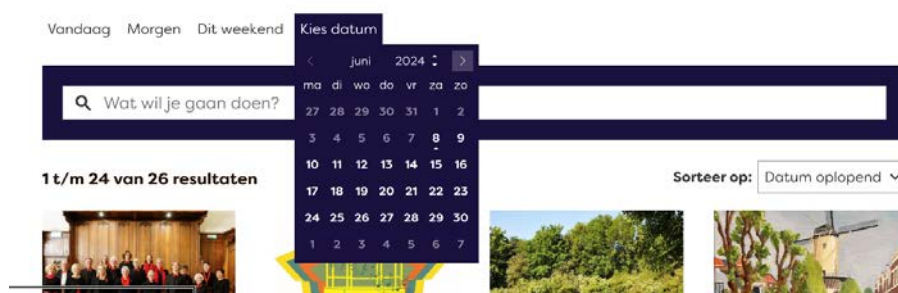 Vandaag Morgen Dit weekend Kies datum
juni 2024
ma di wo do vr za zo
Wat wil je gaan doen?
27 28 29 30 31 1 2
3 4 5 6 7 8 9
10 11 12 13 14 15 16
1 t/m 24 van 26 resultaten
Sorteer op: Datum oplopend
17 18 19 20 21 22 23
24 25 26 27 28 29 30
1 2 3 4 5 6 7